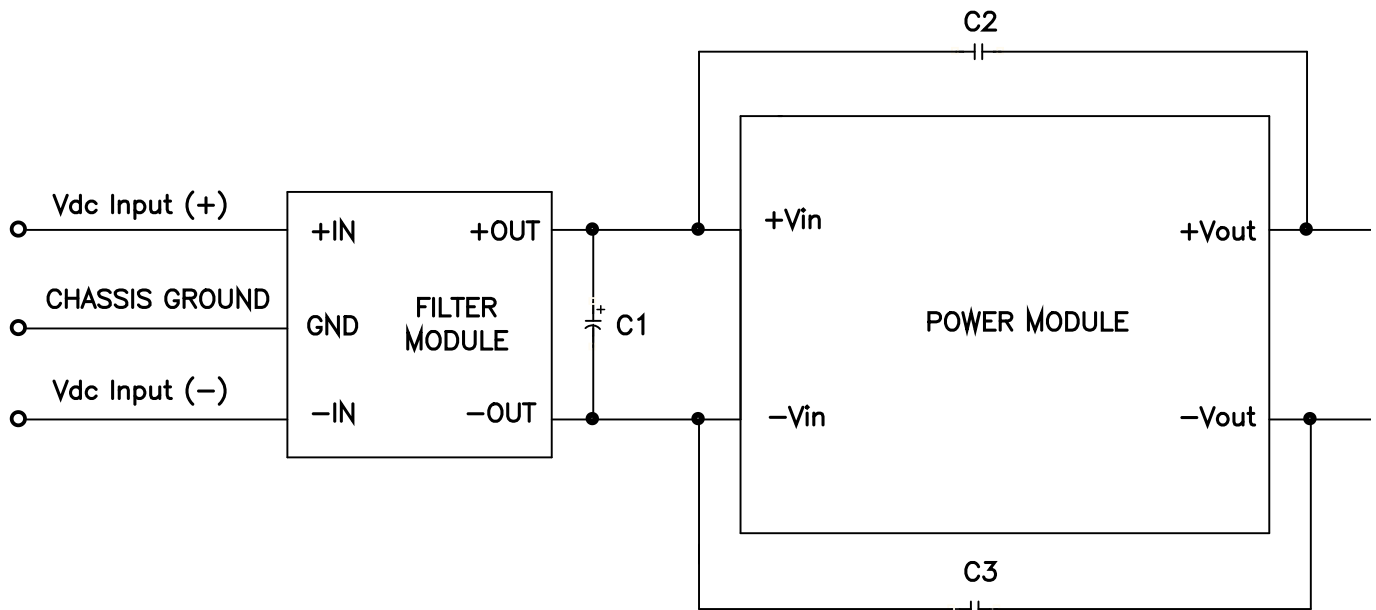 C2
Vdc Input (+)
+IN
+OUT
+Vin
+Vout
CHASSIS GROUND
GND
FILTER
MODULE
+
C1
POWER MODULE
Vdc Input (−)
−IN
−OUT
−Vin
−Vout
C3